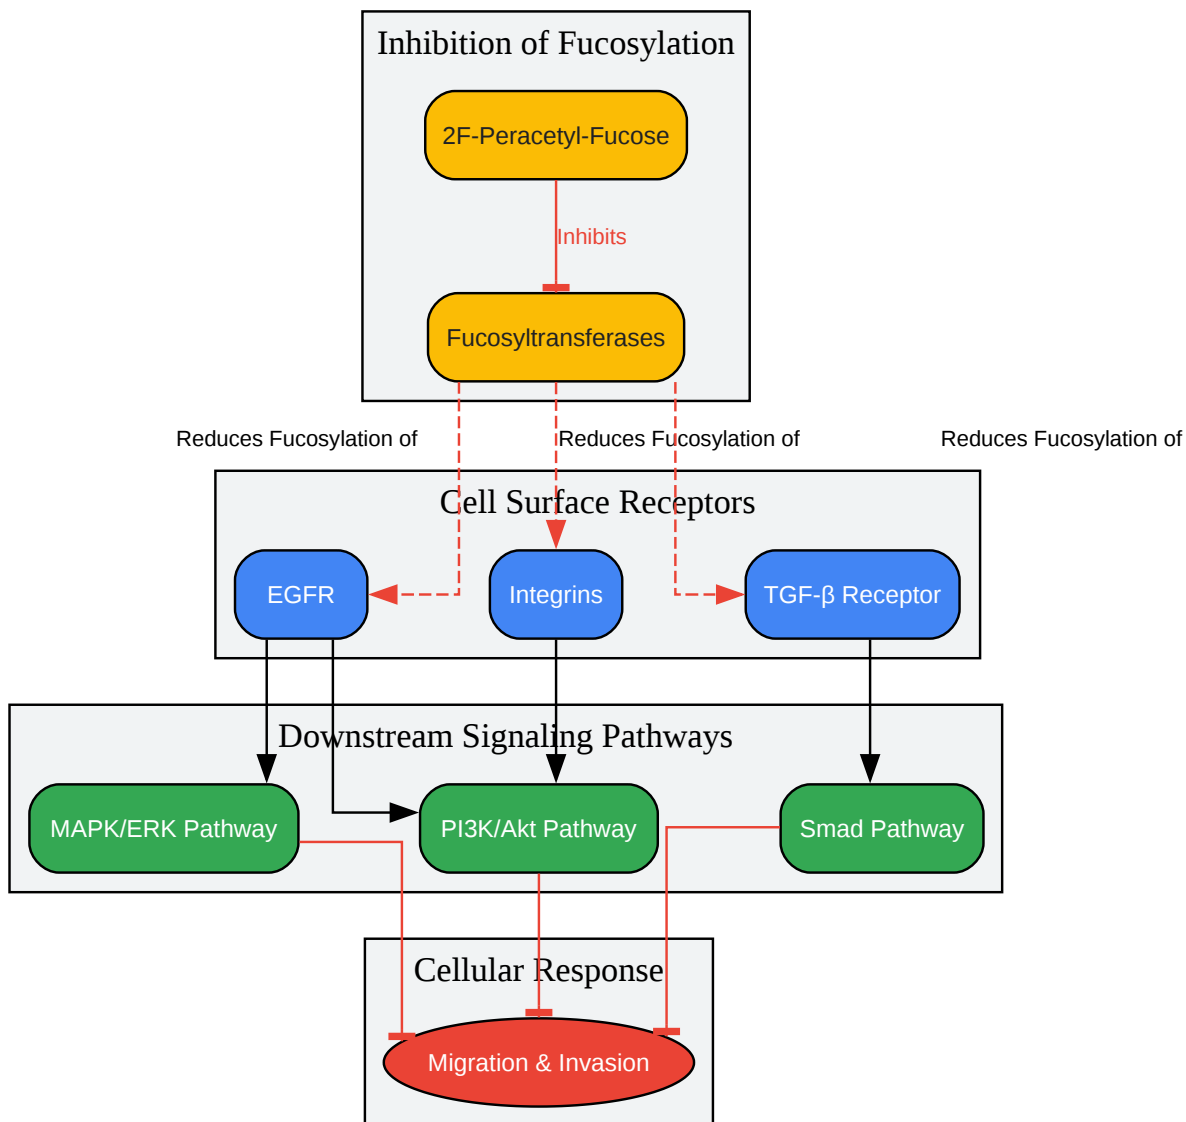 Inhibition of Fucosylation
2F-Peracetyl-Fucose
Inhibits
Fucosyltransferases
Reduces Fucosylation of
Reduces Fucosylation of
Reduces Fucosylation of
Cell Surface Receptors
EGFR
Integrins
TGF-β Receptor
Downstream Signaling Pathways
MAPK/ERK Pathway
PI3K/Akt Pathway
Smad Pathway
Cellular Response
Migration & Invasion